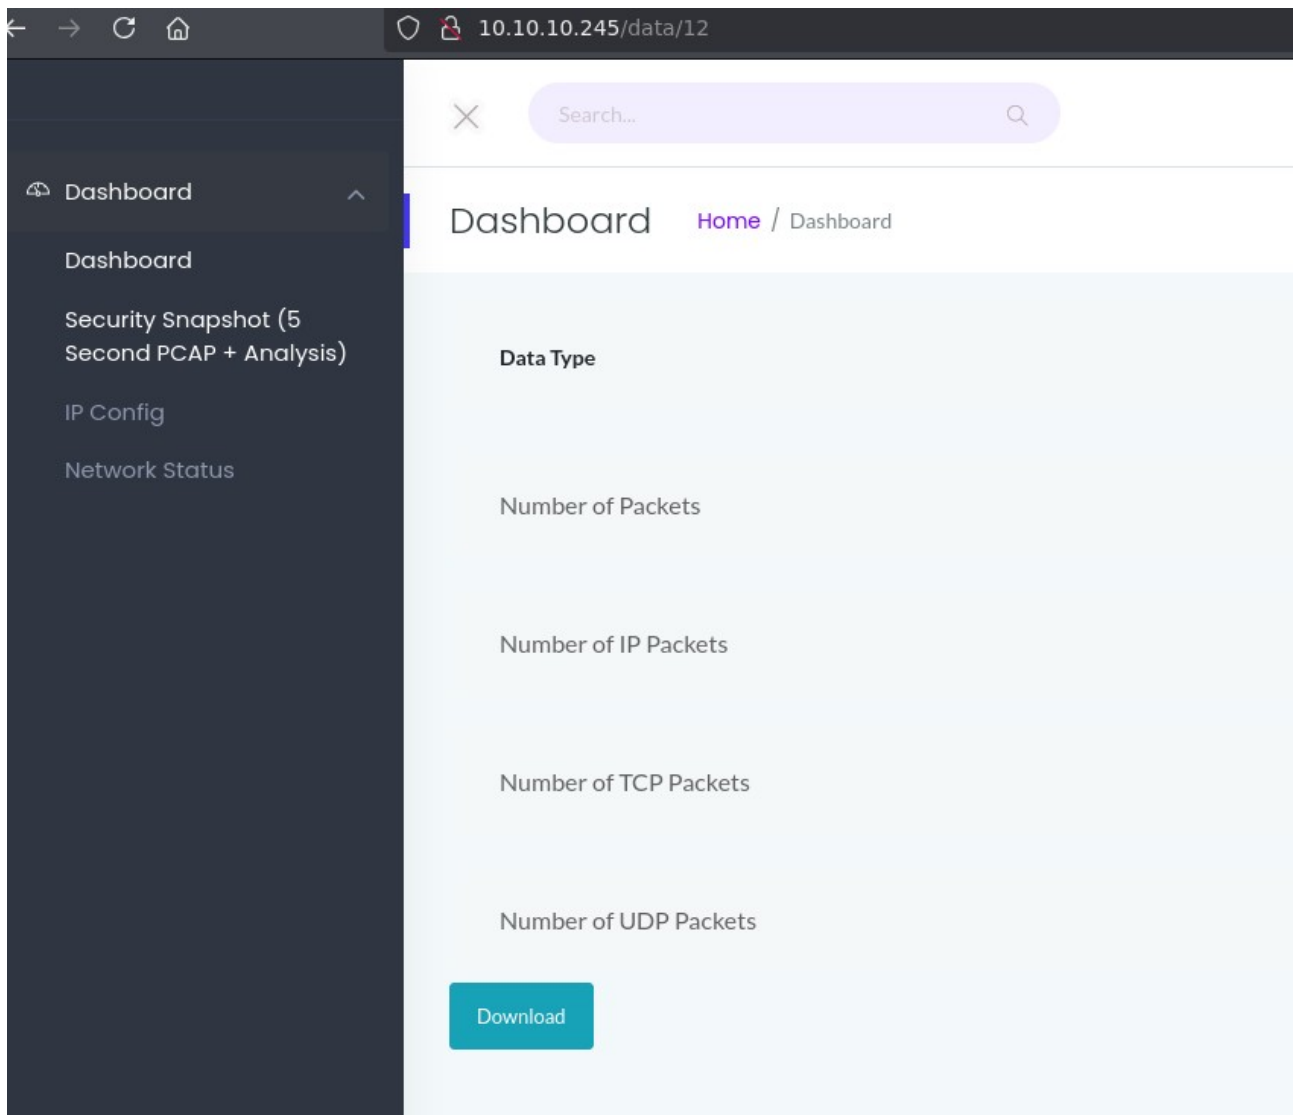 10.10.10.245/data/12
Search...
Dashboard
Dashboard
Security Snapshot (5
Second PCAP + Analysis)
IP Config
Network Status
Dashboard
Home / Dashboard
Data Type
Number of Packets
Number of IP Packets
Number of TCP Packets
Number of UDP Packets
Download